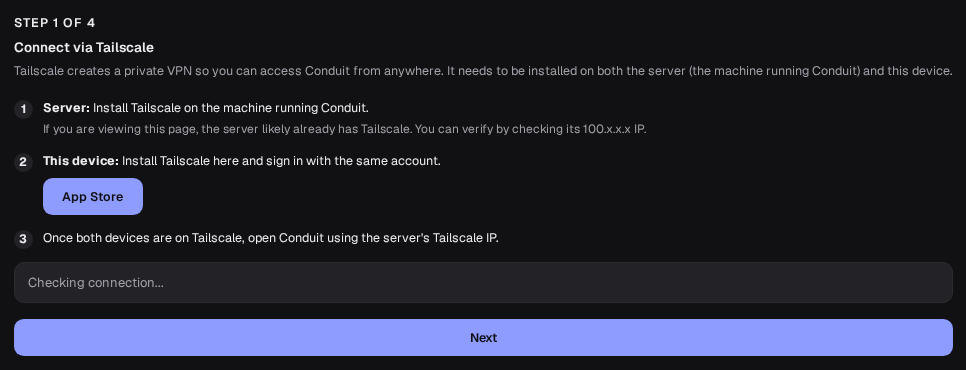 STEP 1 OF 4
Connect via Tailscale
Tailscale creates a private VPN so you can access Conduit from anywhere. It needs to be installed on both the server (the machine running Conduit) and this device.
1 Server: Install Tailscale on the machine running Conduit.
If you are viewing this page, the server likely already has Tailscale. You can verify by checking its 100.x.x.x IP.
2 This device: Install Tailscale here and sign in with the same account.
App Store
3 Once both devices are on Tailscale, open Conduit using the server's Tailscale IP.
Checking connection...
Next